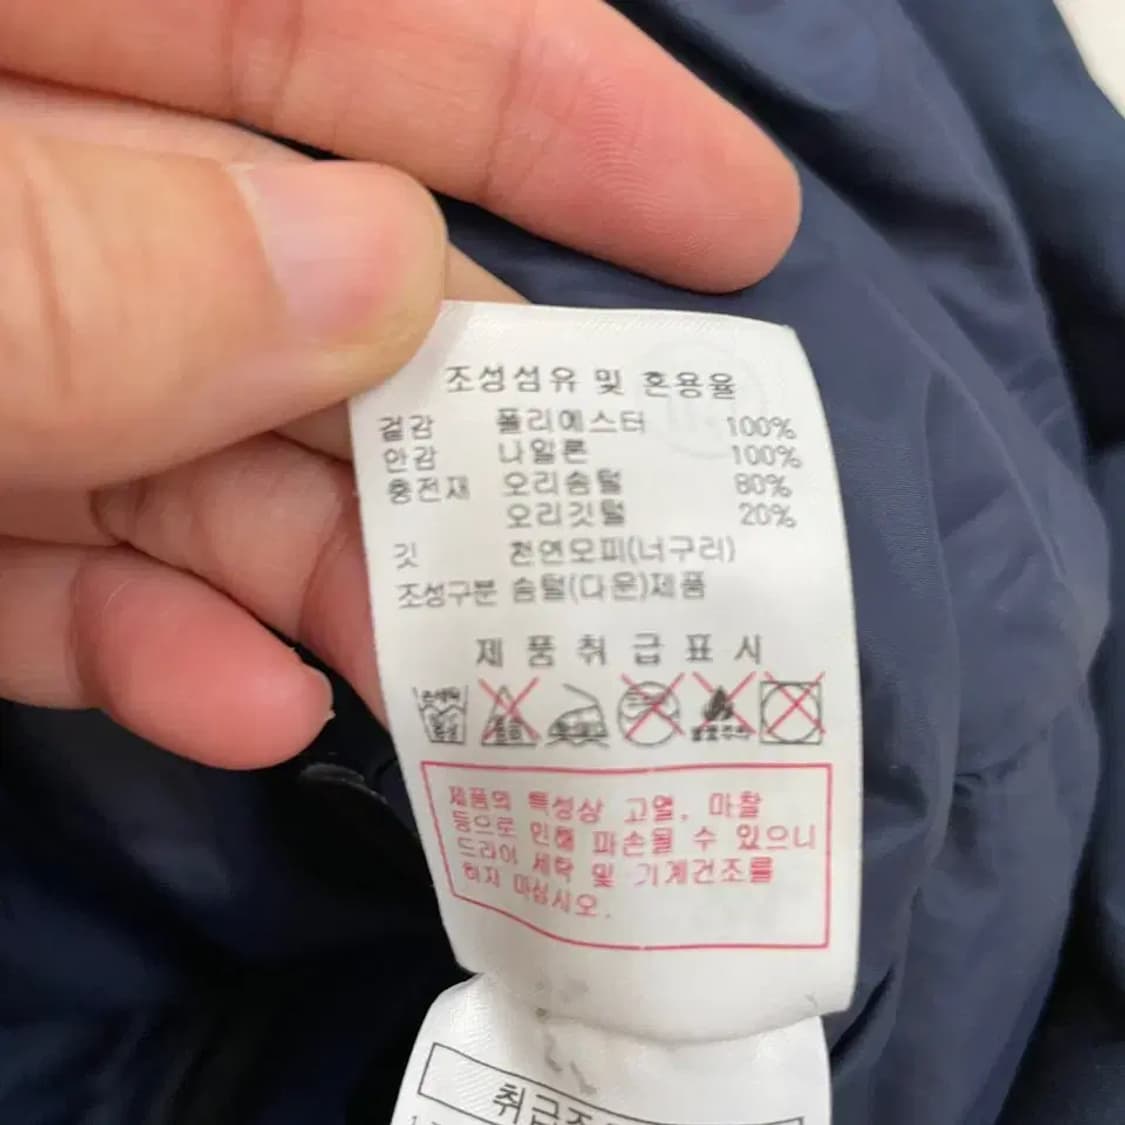 조성섬유 및 혼용율
겉감 폴리에스터 100%
안감 나일론 100%
충전재 오리솜털 80%
오리깃털 20%
깃 천연모피(너구리)
조성구분 솜털(다운)제품
제품취급표시
손세탁 중성
제품의 특성상 고열, 마찰
등으로 인해 파손될 수 있으니
드라이 세탁 및 기계건조를
하지 마십시오.